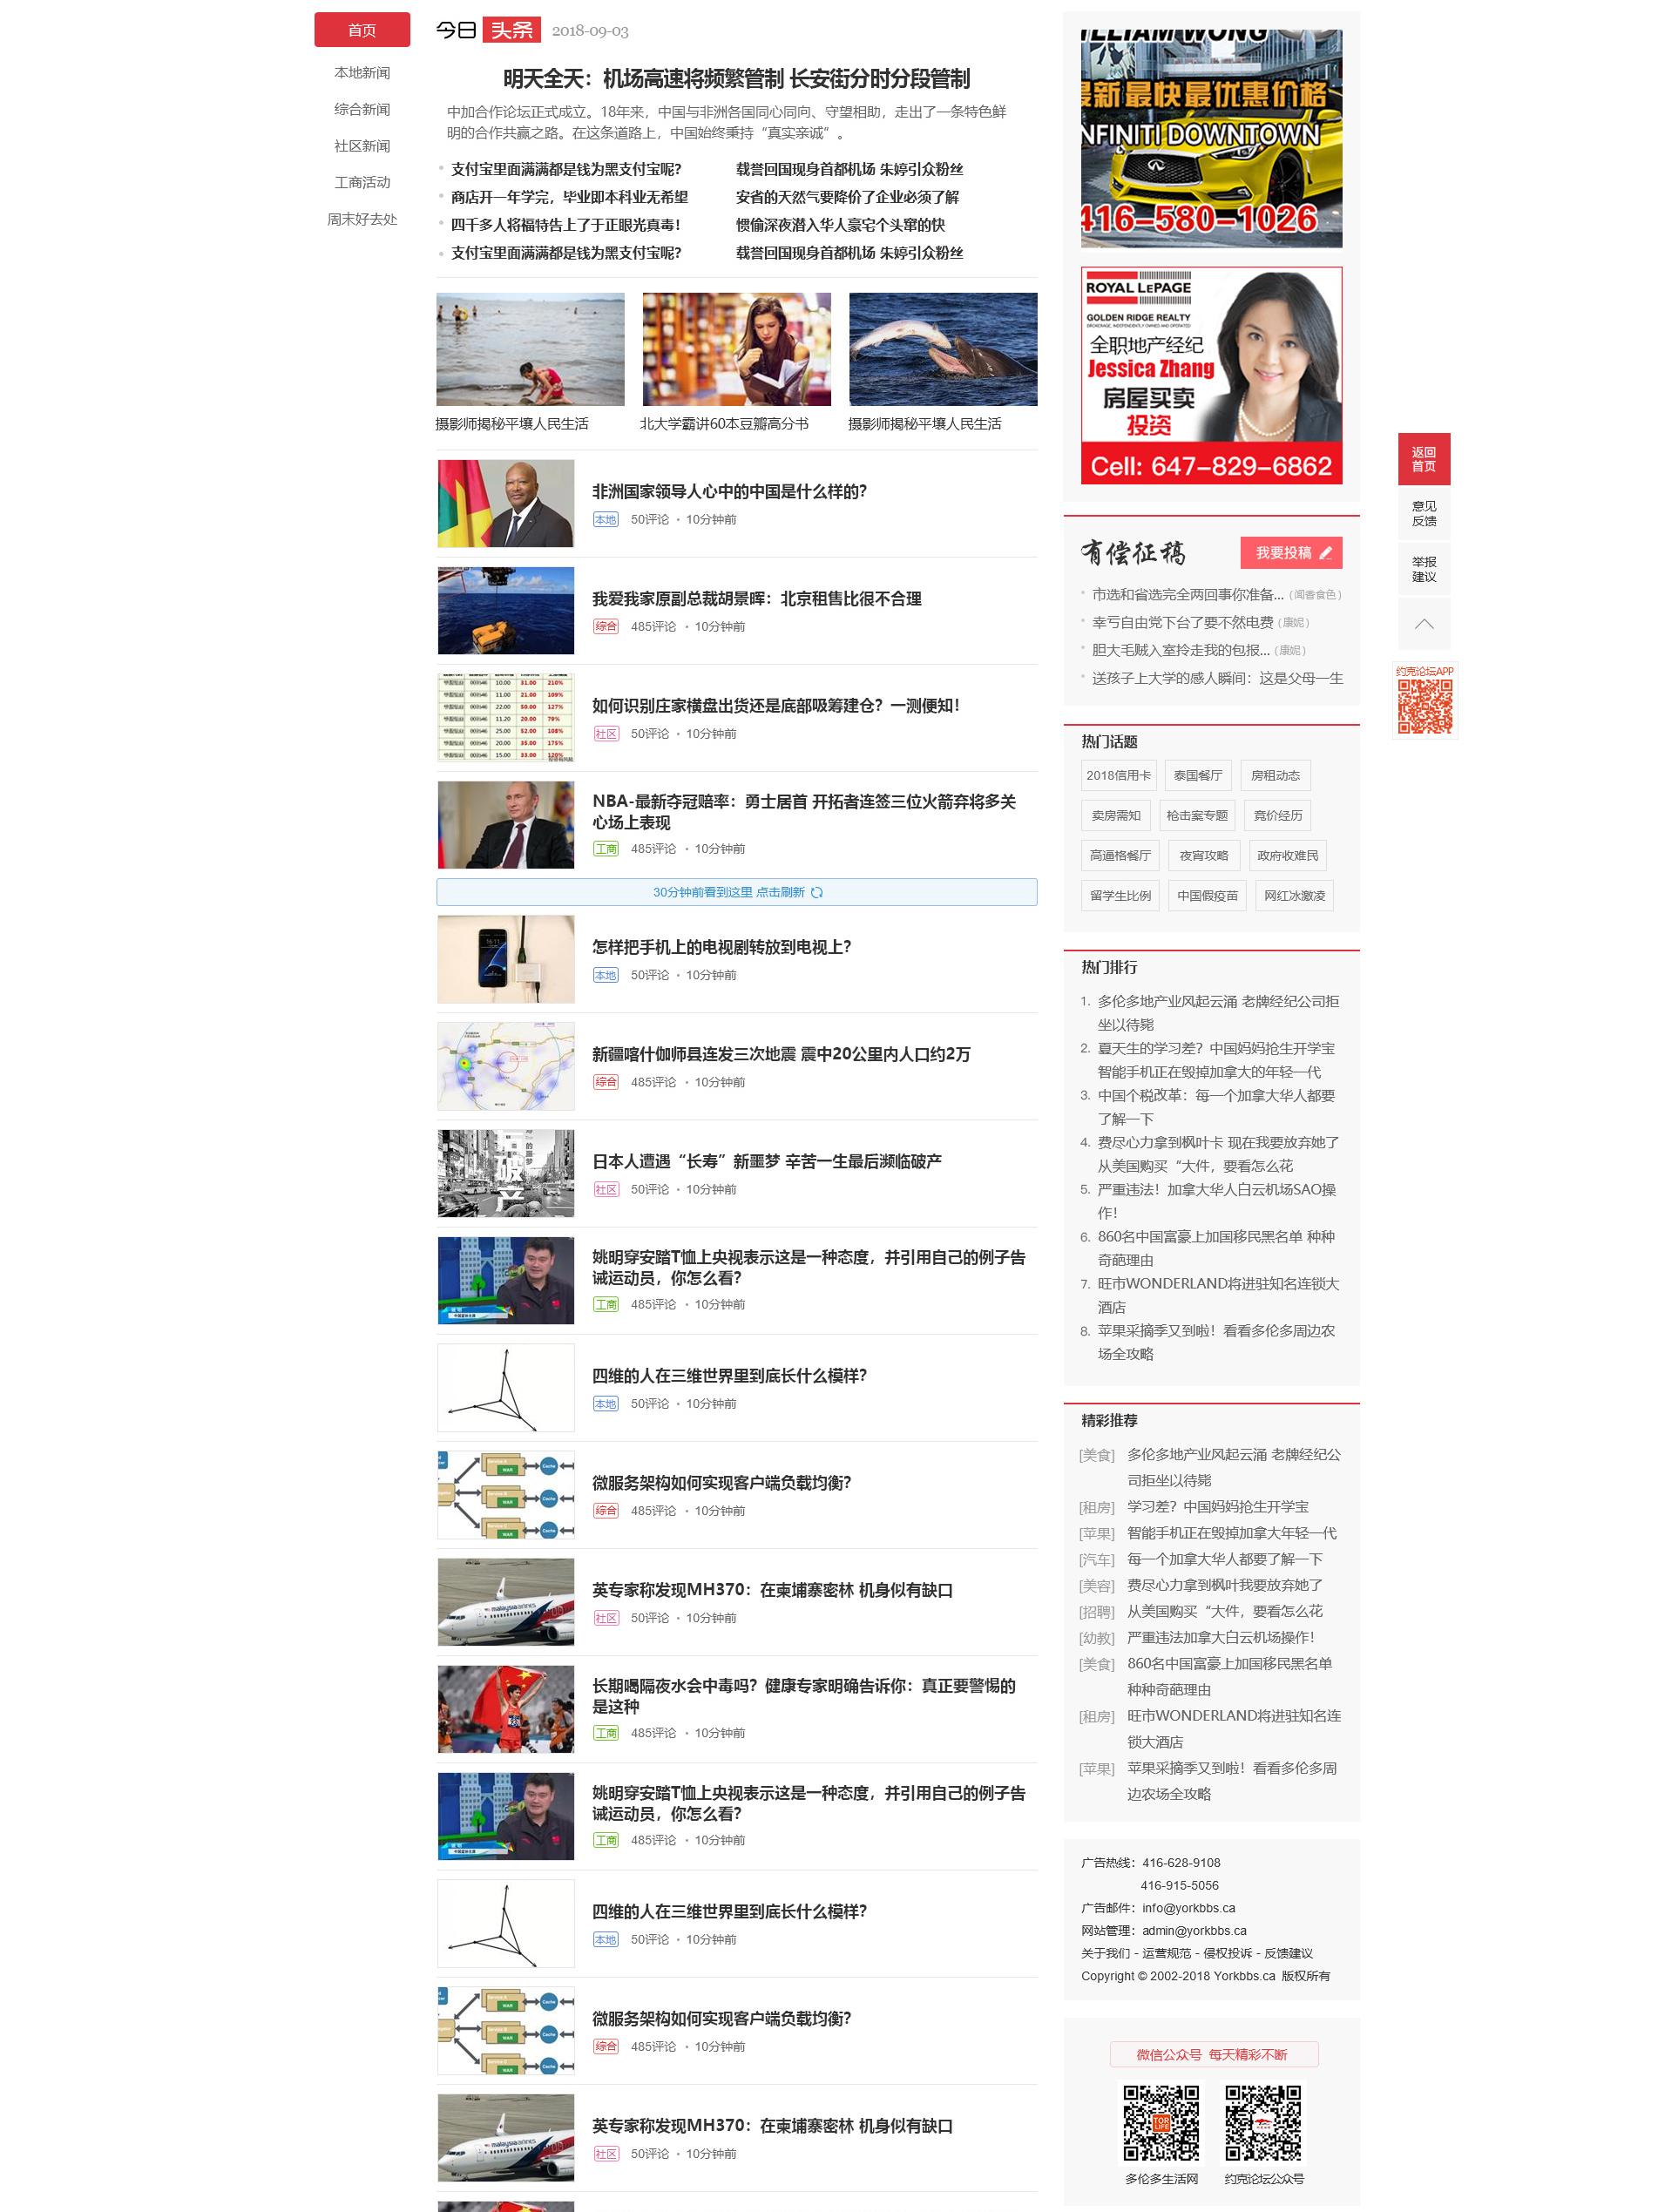 首页
本地新闻
综合新闻
社区新闻
工商活动
周末好去处
今日 头条 2018-09-03
明天全天：机场高速将频繁管制 长安街分时分段管制
中加合作论坛正式成立。18年来，中国与非洲各国同心同向、守望相助，走出了一条特色鲜
明的合作共赢之路。在这条道路上，中国始终秉持“真实亲诚”。
支付宝里面满满都是钱为黑支付宝呢？
载誉回国现身首都机场 朱婷引众粉丝
商店开一年学完，毕业即本科业无希望
安省的天然气要降价了企业必须了解
四千多人将福特告上了于正眼光真毒！
惯偷深夜潜入华人豪宅个头窜的快
支付宝里面满满都是钱为黑支付宝呢？
载誉回国现身首都机场 朱婷引众粉丝
摄影师揭秘平壤人民生活
北大学霸讲60本豆瓣高分书
摄影师揭秘平壤人民生活
非洲国家领导人心中的中国是什么样的？
本地 50评论 • 10分钟前
我爱我家原副总裁胡景晖：北京租售比很不合理
综合 485评论 • 10分钟前
如何识别庄家横盘出货还是底部吸筹建仓？一测便知！
社区 50评论 • 10分钟前
NBA-最新夺冠赔率：勇士居首 开拓者连签三位火箭弃将多关
心场上表现
工商 485评论 • 10分钟前
30分钟前看到这里 点击刷新
怎样把手机上的电视剧转放到电视上？
本地 50评论 • 10分钟前
新疆喀什伽师县连发三次地震 震中20公里内人口约2万
综合 485评论 • 10分钟前
日本人遭遇“长寿”新噩梦 辛苦一生最后濒临破产
社区 50评论 • 10分钟前
姚明穿安踏T恤上央视表示这是一种态度，并引用自己的例子告
诫运动员，你怎么看？
工商 485评论 • 10分钟前
四维的人在三维世界里到底长什么模样？
本地 50评论 • 10分钟前
微服务架构如何实现客户端负载均衡？
综合 485评论 • 10分钟前
英专家称发现MH370：在柬埔寨密林 机身似有缺口
社区 50评论 • 10分钟前
长期喝隔夜水会中毒吗？健康专家明确告诉你：真正要警惕的
是这种
工商 485评论 • 10分钟前
姚明穿安踏T恤上央视表示这是一种态度，并引用自己的例子告
诫运动员，你怎么看？
工商 485评论 • 10分钟前
四维的人在三维世界里到底长什么模样？
本地 50评论 • 10分钟前
微服务架构如何实现客户端负载均衡？
综合 485评论 • 10分钟前
英专家称发现MH370：在柬埔寨密林 机身似有缺口
社区 50评论 • 10分钟前
最新最快最优惠价格
NFINITI DOWNTOWN
416-580-1026
ROYAL LEPAGE
GOLDEN RIDGE REALTY
全职地产经纪
Jessica Zhang
房屋买卖
投资
Cell: 647-829-6862
有偿征稿
我要投稿
市选和省选完全两回事你准备... (闻香食色)
幸亏自由党下台了要不然电费 (康妮)
胆大毛贼入室拎走我的包报... (康妮)
送孩子上大学的感人瞬间：这是父母一生
热门话题
2018信用卡 泰国餐厅 房租动态
卖房需知 枪击案专题 竟价经历
高逼格餐厅 夜宵攻略 政府收难民
留学生比例 中国假疫苗 网红冰激凌
热门排行
1. 多伦多地产业风起云涌 老牌经纪公司拒
坐以待毙
2. 夏天生的学习差？中国妈妈抢生开学宝
智能手机正在毁掉加拿大的年轻一代
3. 中国个税改革：每一个加拿大华人都要
了解一下
4. 费尽心力拿到枫叶卡 现在我要放弃她了
从美国购买“大件，要看怎么花
5. 严重违法！加拿大华人白云机场SAO操
作！
6. 860名中国富豪上加国移民黑名单 种种
奇葩理由
7. 旺市WONDERLAND将进驻知名连锁大
酒店
8. 苹果采摘季又到啦！看看多伦多周边农
场全攻略
精彩推荐
[美食] 多伦多地产业风起云涌 老牌经纪公
司拒坐以待毙
[租房] 学习差？中国妈妈抢生开学宝
[苹果] 智能手机正在毁掉加拿大年轻一代
[汽车] 每一个加拿大华人都要了解一下
[美容] 费尽心力拿到枫叶我要放弃她了
[招聘] 从美国购买“大件，要看怎么花
[幼教] 严重违法加拿大白云机场操作！
[美食] 860名中国富豪上加国移民黑名单
种种奇葩理由
[租房] 旺市WONDERLAND将进驻知名连
锁大酒店
[苹果] 苹果采摘季又到啦！看看多伦多周
边农场全攻略
广告热线：416-628-9108
416-915-5056
广告邮件：info@yorkbbs.ca
网站管理：admin@yorkbbs.ca
关于我们 - 运营规范 - 侵权投诉 - 反馈建议
Copyright © 2002-2018 Yorkbbs.ca 版权所有
微信公众号 每天精彩不断
多伦多生活网
约克论坛公众号
返回
首页
意见
反馈
举报
建议
约克论坛APP